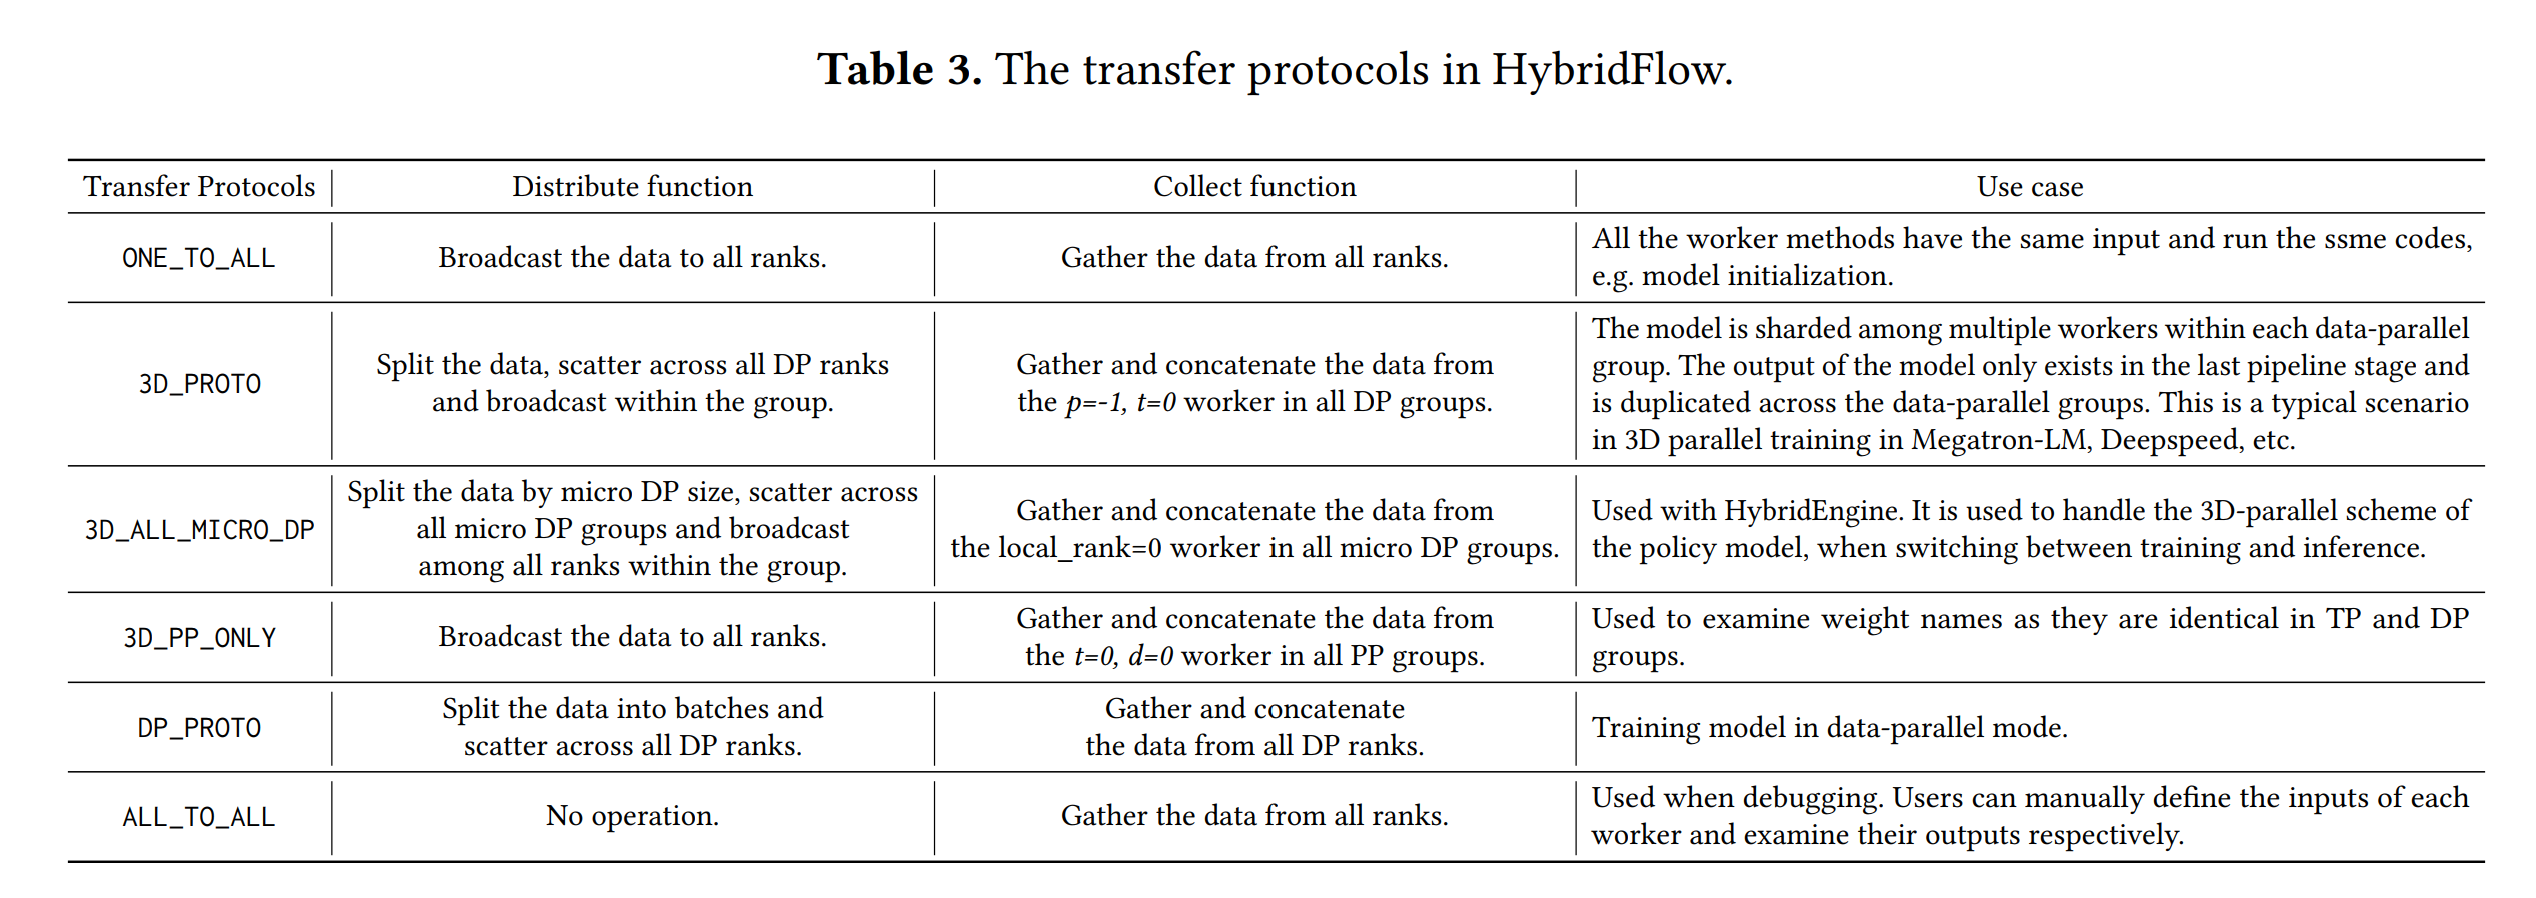 Table 3. The transfer protocols in HybridFlow.
Transfer Protocols
Distribute function
Collect function
Use case
ONE_TO_ALL
Broadcast the data to all ranks.
Gather the data from all ranks.
All the worker methods have the same input and run the ssme codes,
e.g. model initialization.
3D_PROTO
Split the data, scatter across all DP ranks
and broadcast within the group.
Gather and concatenate the data from
the p=-1, t=0 worker in all DP groups.
The model is sharded among multiple workers within each data-parallel
group. The output of the model only exists in the last pipeline stage and
is duplicated across the data-parallel groups. This is a typical scenario
in 3D parallel training in Megatron-LM, Deepspeed, etc.
3D_ALL_MICRO_DP
Split the data by micro DP size, scatter across
all micro DP groups and broadcast
among all ranks within the group.
Gather and concatenate the data from
the local_rank=0 worker in all micro DP groups.
Used with HybridEngine. It is used to handle the 3D-parallel scheme of
the policy model, when switching between training and inference.
3D_PP_ONLY
Broadcast the data to all ranks.
Gather and concatenate the data from
the t=0, d=0 worker in all PP groups.
Used to examine weight names as they are identical in TP and DP
groups.
DP_PROTO
Split the data into batches and
scatter across all DP ranks.
Gather and concatenate
the data from all DP ranks.
Training model in data-parallel mode.
ALL_TO_ALL
No operation.
Gather the data from all ranks.
Used when debugging. Users can manually define the inputs of each
worker and examine their outputs respectively.